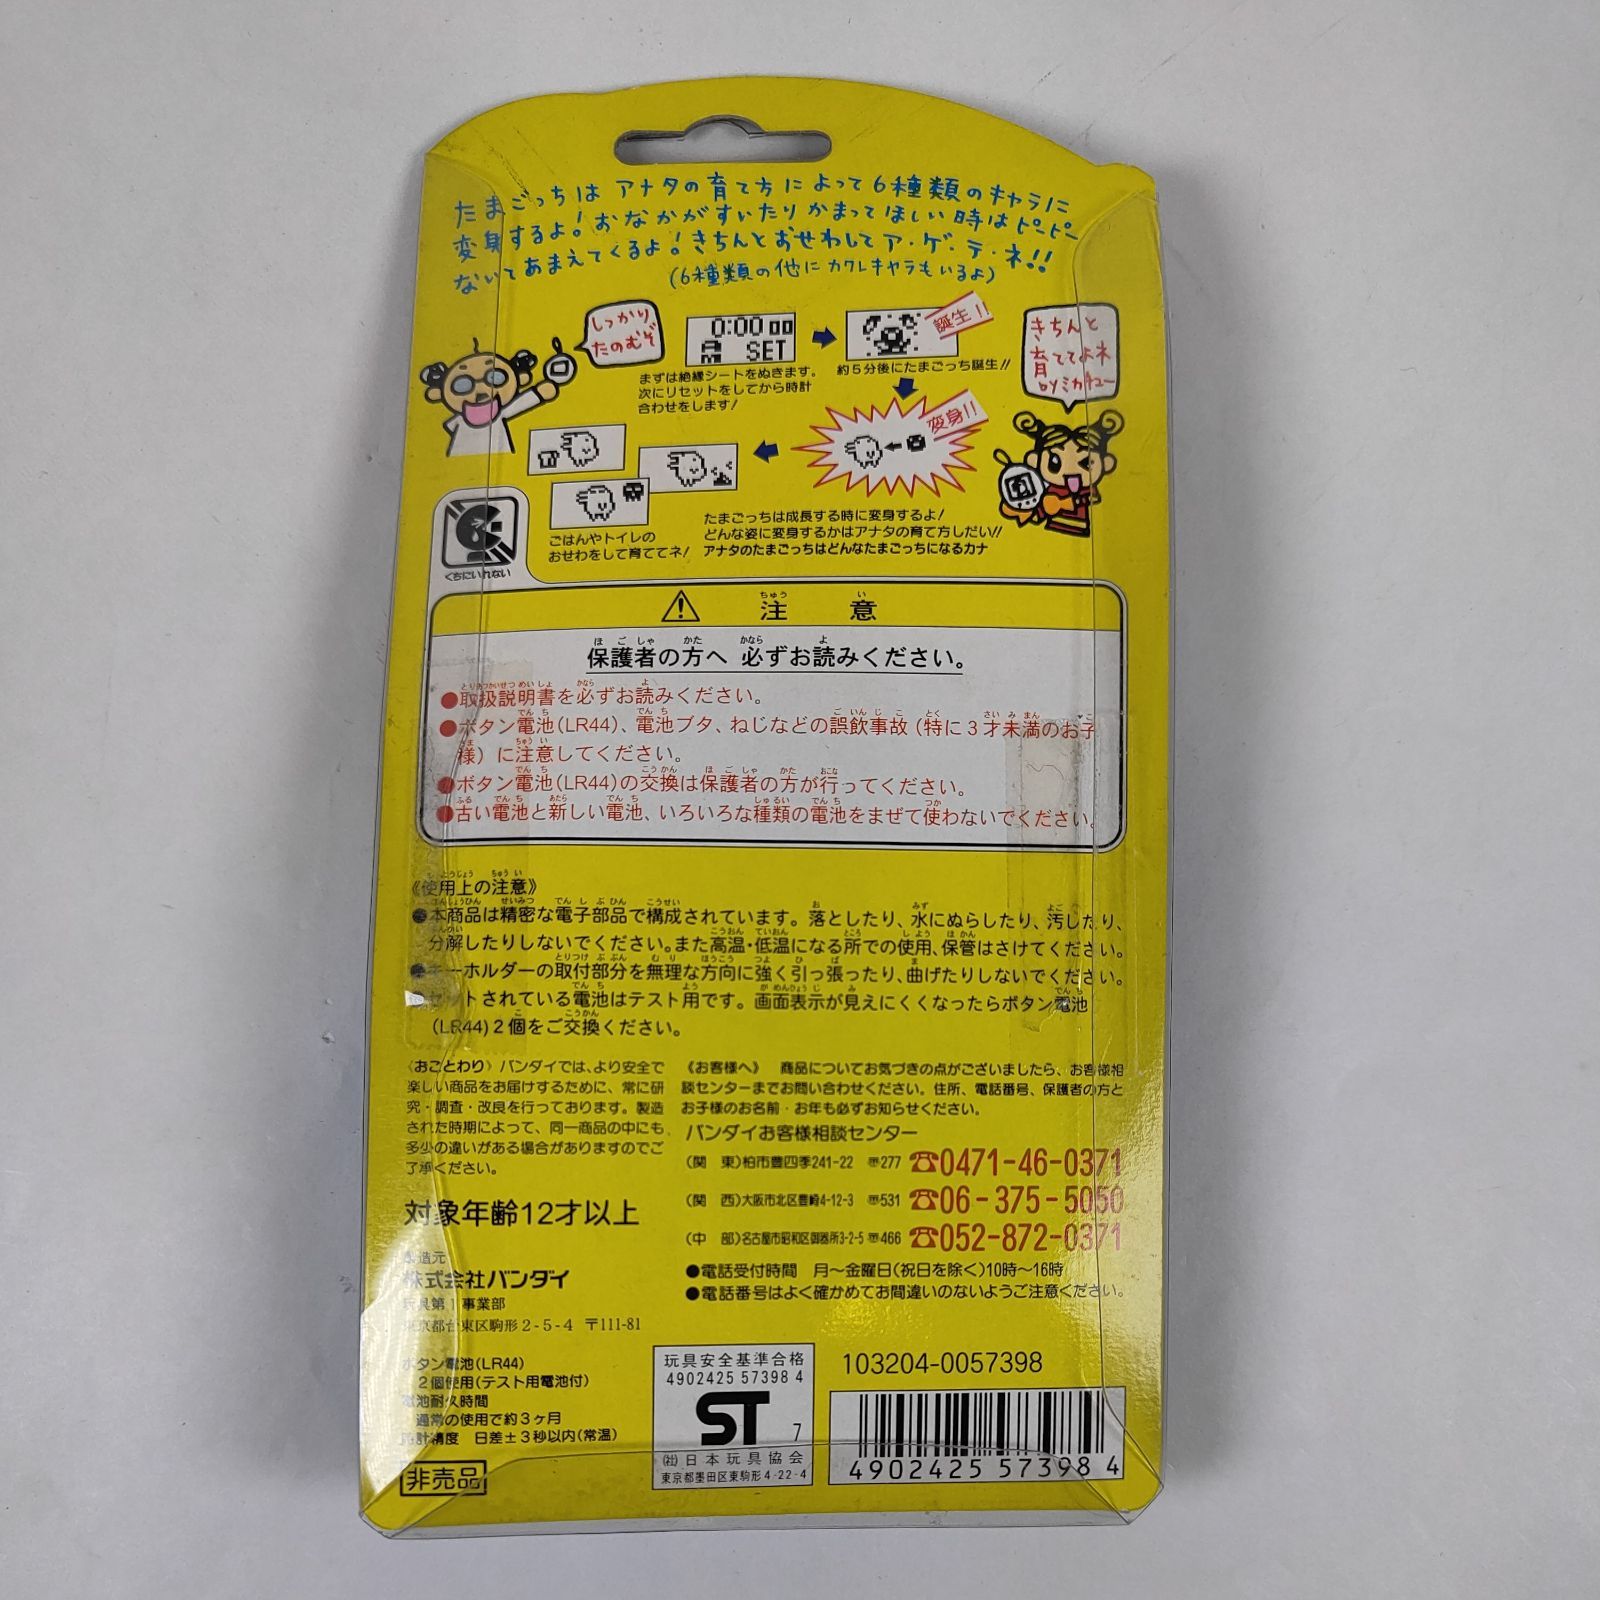 たまごっちは アナタの育て方によって6種類のキャラに
変身するよ!おなかがすいたりかまってほしい時はピーピー
ないてあまえてくるよ!きちんとおせわしてア・ゲ・テ・ネ!!
(6種類の他にカクレキャラもいるよ)
しっかり
たのむぞ
0:00 00
AM SET
誕生!!
きちんと
育ててよネ
まずは絶縁シートをぬきます。
次にリセットをしてから時計
合わせをします!
約5分後にたまごっち誕生!!
変身!!
ごはんやトイレの
おせわをして育ててネ!
たまごっちは成長する時に変身するよ!
どんな姿に変身するかはアナタの育て方しだい!!
アナタのたまごっちはどんなたまごっちになるカナ
くちにいれない
注意
保護者の方へ 必ずお読みください。
●取扱説明書を必ずお読みください。
●ボタン電池(LR44)、電池ブタ、ねじなどの誤飲事故(特に3才未満のお子
様)に注意してください。
●ボタン電池(LR44)の交換は保護者の方が行ってください。
●古い電池と新しい電池、いろいろな種類の電池をまぜて使わないでください。
《使用上の注意》
●本商品は精密な電子部品で構成されています。落としたり、水にぬらしたり、汚したり、
分解したりしないでください。また高温・低温になる所での使用、保管はさけてください。
●キーホルダーの取付部分を無理な方向に強く引っ張ったり、曲げたりしないでください。
●セットされている電池はテスト用です。画面表示が見えにくくなったらボタン電池
(LR44)2個をご交換ください。
〈おことわり〉バンダイでは、より安全で
楽しい商品をお届けするために、常に研
究・調査・改良を行っております。製造
された時期によって、同一商品の中にも
多少の違いがある場合がありますのでご
了承ください。
《お客様へ》 商品についてお気づきの点がございましたら、お客様相
談センターまでお問い合わせください。住所、電話番号、保護者の方と
お子様のお名前・お年も必ずお知らせください。
バンダイお客様相談センター
(関 東)柏市豊四季241-22 〒277 ☎0471-46-0371
(関 西)大阪市北区豊崎4-12-3 〒531 ☎06-375-5050
(中 部)名古屋市昭和区御器所3-2-5 〒466 ☎052-872-0371
●電話受付時間 月〜金曜日(祝日を除く)10時〜16時
●電話番号はよく確かめてお間違いのないようご注意ください。
対象年齢12才以上
製造元
株式会社バンダイ
玩具第1事業部
東京都台東区駒形2-5-4 〒111-81
ボタン電池(LR44)
2個使用(テスト用電池付)
電池耐久時間
通常の使用で約3ヶ月
時計精度 日差±3秒以内(常温)
非売品
玩具安全基準合格
4902425 57398 4
ST 7
(社)日本玩具協会
東京都墨田区東駒形4-22-4
103204-0057398
4902425 573984